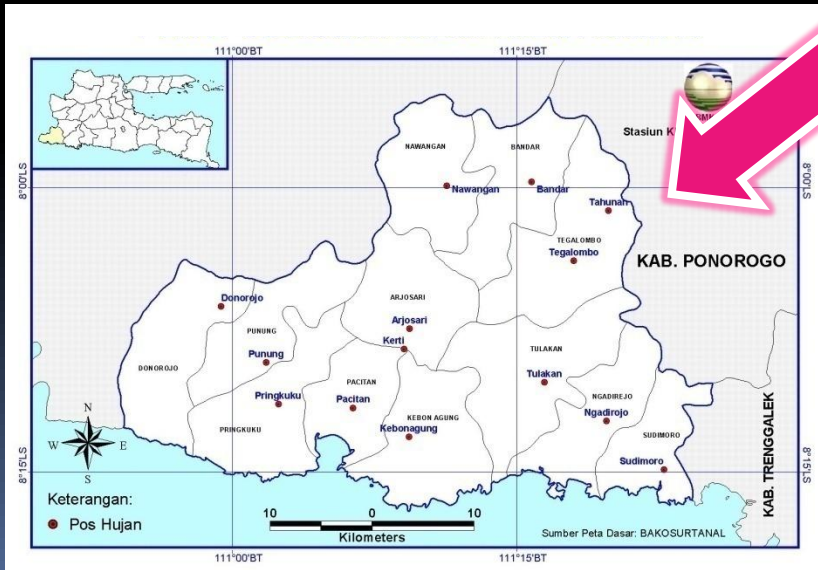 111°00'BT
111°15'BT
Stasiun
8°00'LS
8°00'LS
NAWANGAN
BANDAR
Nawangan
Bandar
Tahunan
TEGALOMBO
Tegalombo
KAB. PONOROGO
Donorojo
ARJOSARI
PUNUNG
Arjosari
Kerti
TULAKAN
DONOROJO
Punung
PACITAN
Tulakan
NGADIREJO
Pringkuku
Pacitan
KEBON AGUNG
Ngadirojo
PRINGKUKU
Kebonagung
SUDIMORO
KAB. TRENGGALEK
N
W
E
S
Sudimoro
8°15'LS
8°15'LS
Keterangan:
Pos Hujan
10 0 10
Kilometers
Sumber Peta Dasar: BAKOSURTANAL
111°00'BT
111°15'BT